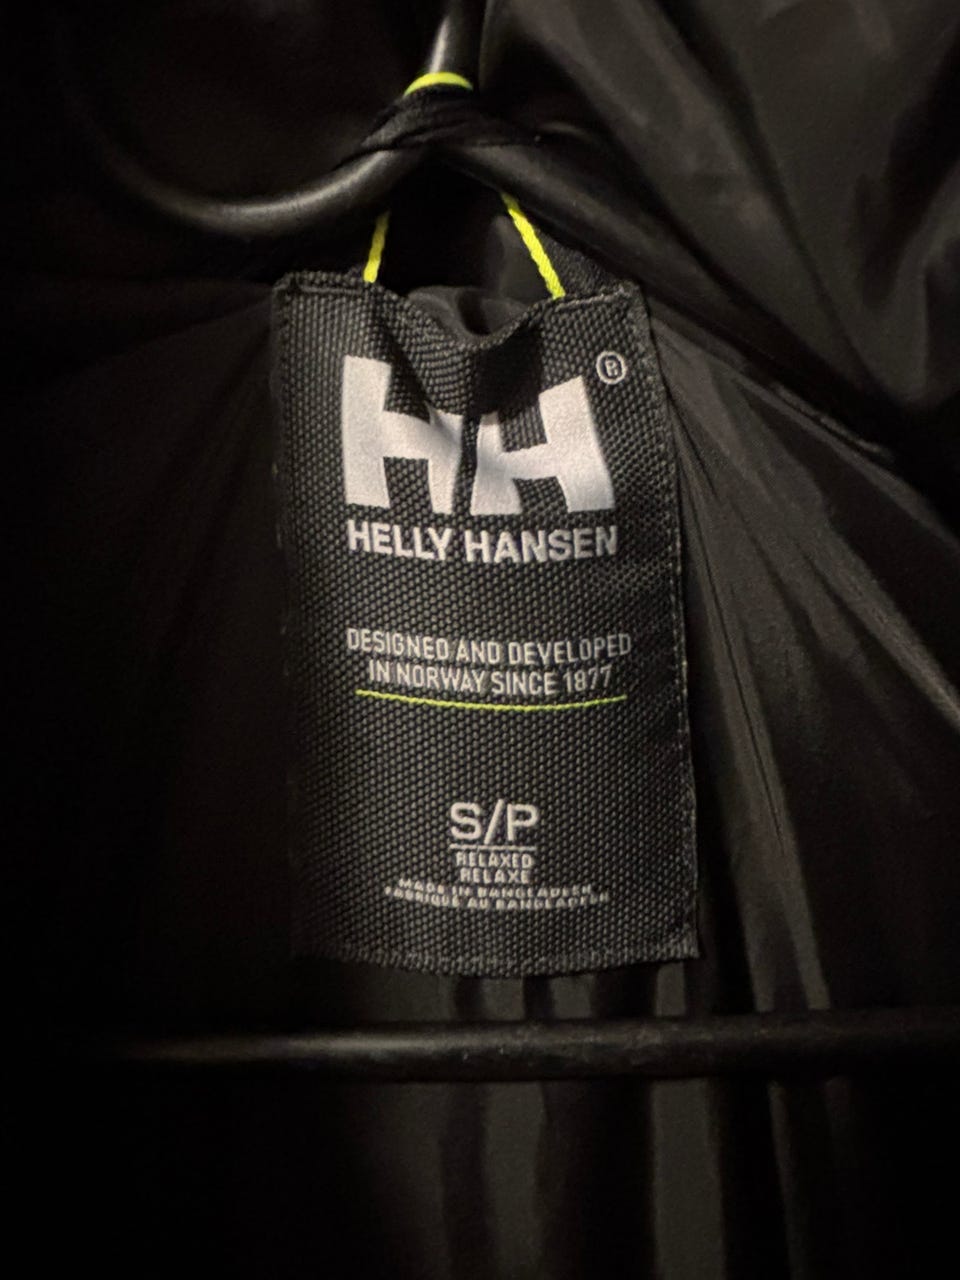 HH®
HELLY HANSEN
DESIGNED AND DEVELOPED
IN NORWAY SINCE 1877
S/P
RELAXED
RELAXE
MADE IN BANGLADESH
FABRIQUÉ AU BANGLADESH